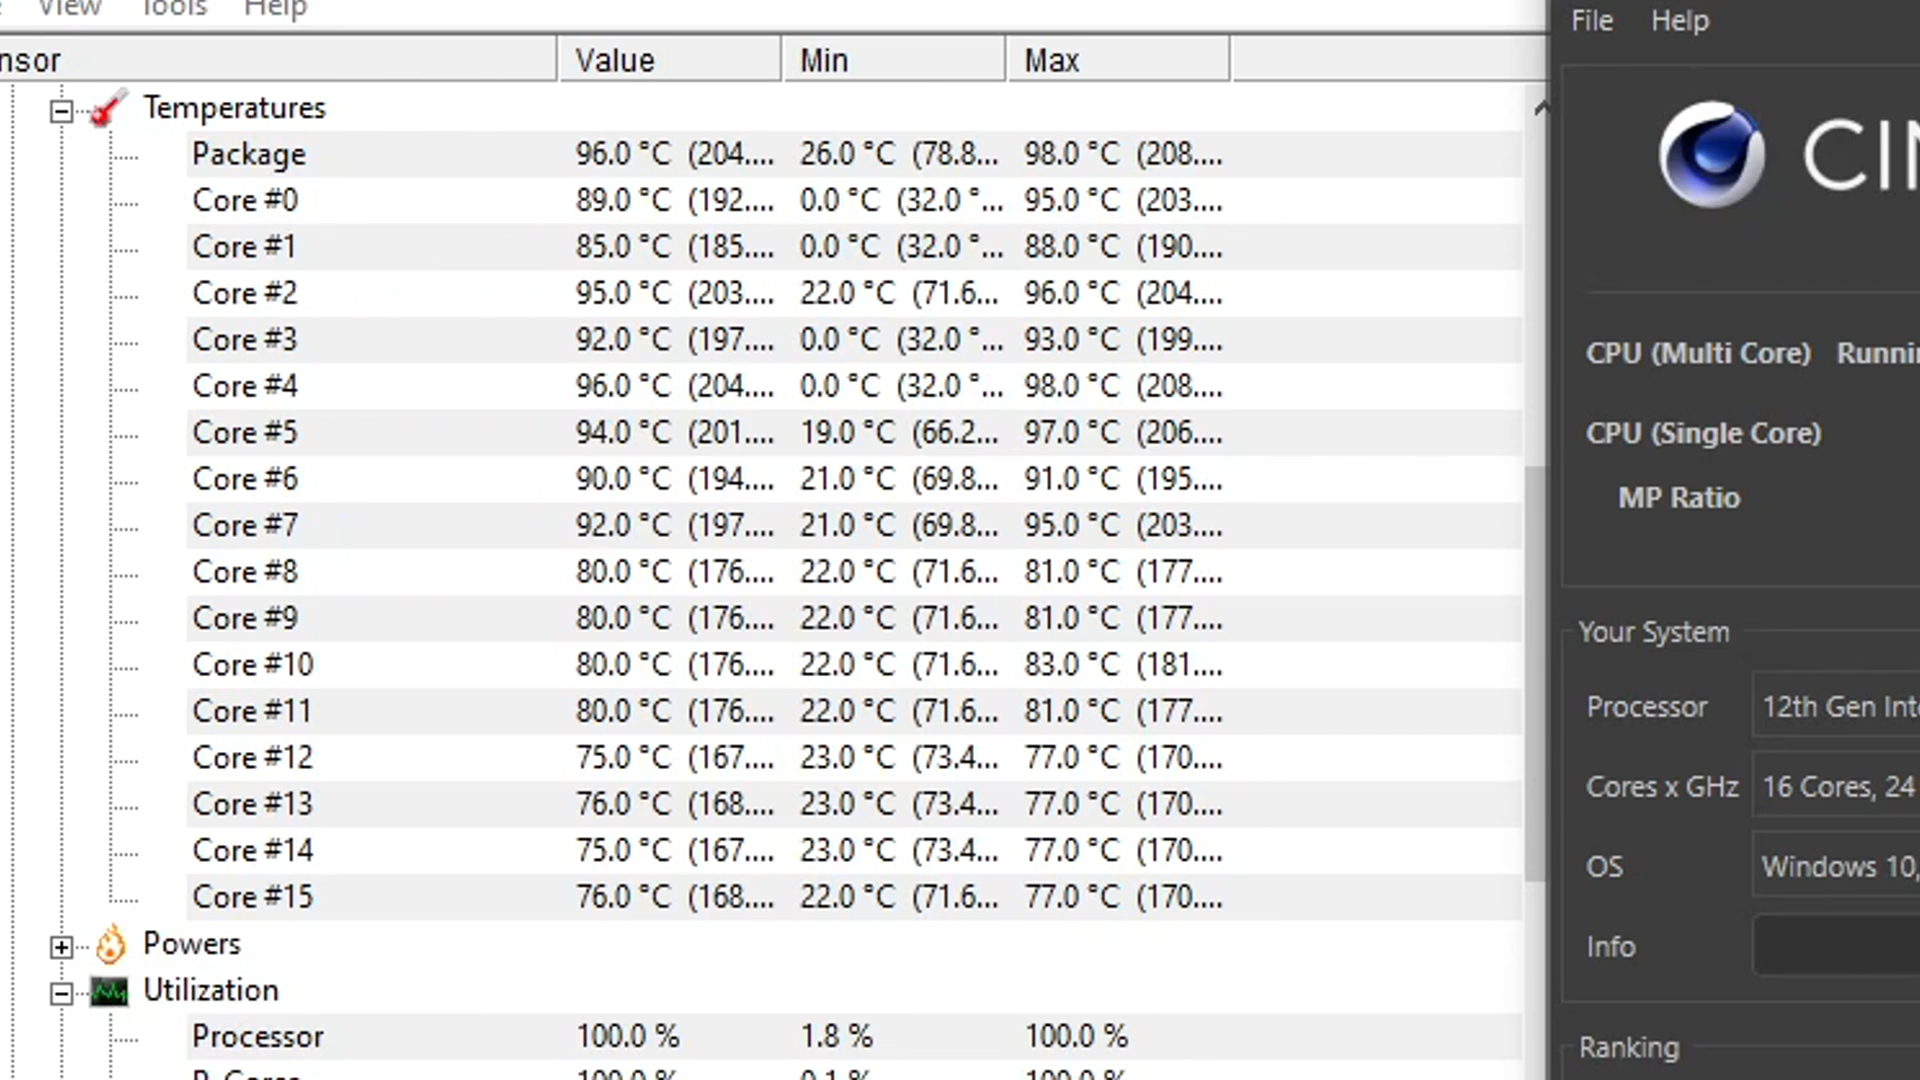 View Tools Help
nsor Value Min Max
Temperatures
Package 96.0 °C (204.... 26.0 °C (78.8... 98.0 °C (208....
Core #0 89.0 °C (192.... 0.0 °C (32.0 °... 95.0 °C (203....
Core #1 85.0 °C (185.... 0.0 °C (32.0 °... 88.0 °C (190....
Core #2 95.0 °C (203.... 22.0 °C (71.6... 96.0 °C (204....
Core #3 92.0 °C (197.... 0.0 °C (32.0 °... 93.0 °C (199....
Core #4 96.0 °C (204.... 0.0 °C (32.0 °... 98.0 °C (208....
Core #5 94.0 °C (201.... 19.0 °C (66.2... 97.0 °C (206....
Core #6 90.0 °C (194.... 21.0 °C (69.8... 91.0 °C (195....
Core #7 92.0 °C (197.... 21.0 °C (69.8... 95.0 °C (203....
Core #8 80.0 °C (176.... 22.0 °C (71.6... 81.0 °C (177....
Core #9 80.0 °C (176.... 22.0 °C (71.6... 81.0 °C (177....
Core #10 80.0 °C (176.... 22.0 °C (71.6... 83.0 °C (181....
Core #11 80.0 °C (176.... 22.0 °C (71.6... 81.0 °C (177....
Core #12 75.0 °C (167.... 23.0 °C (73.4... 77.0 °C (170....
Core #13 76.0 °C (168.... 23.0 °C (73.4... 77.0 °C (170....
Core #14 75.0 °C (167.... 23.0 °C (73.4... 77.0 °C (170....
Core #15 76.0 °C (168.... 22.0 °C (71.6... 77.0 °C (170....
Powers
Utilization
Processor 100.0 % 1.8 % 100.0 %
File Help
CIN
CPU (Multi Core) Runnin
CPU (Single Core)
MP Ratio
Your System
Processor 12th Gen Inte
Cores x GHz 16 Cores, 24
OS Windows 10,
Info
Ranking